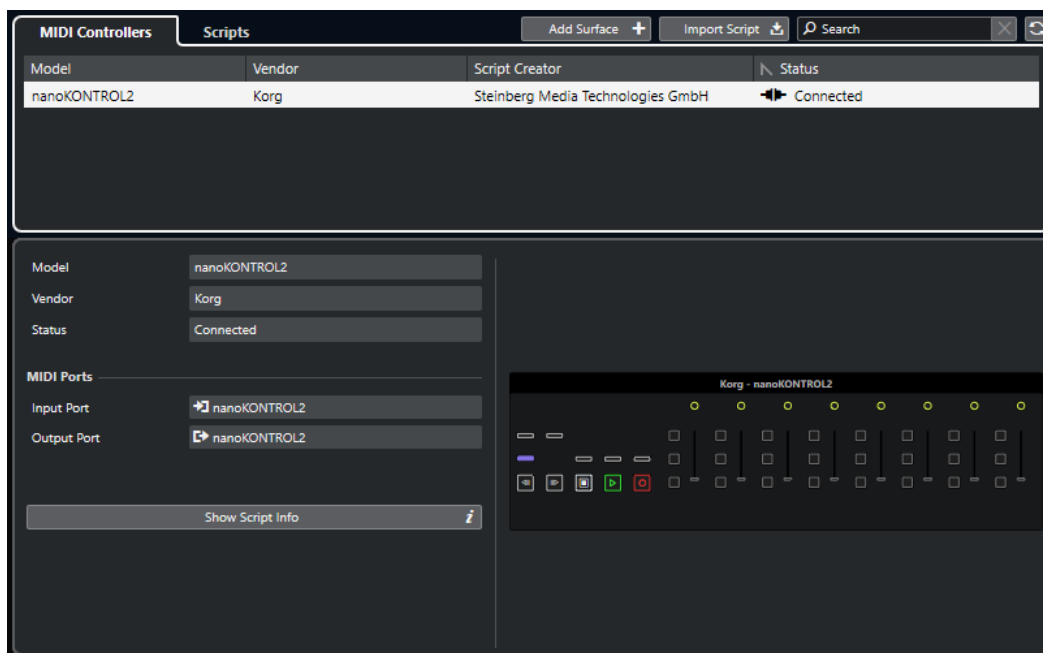 MIDI Controllers Scripts Add Surface Import Script Search
Model Vendor Script Creator Status
nanoKONTROL2 Korg Steinberg Media Technologies GmbH Connected
Model nanoKONTROL2
Vendor Korg
Status Connected
MIDI Ports
Korg - nanoKONTROL2
Input Port nanoKONTROL2
Output Port nanoKONTROL2
Show Script Info i